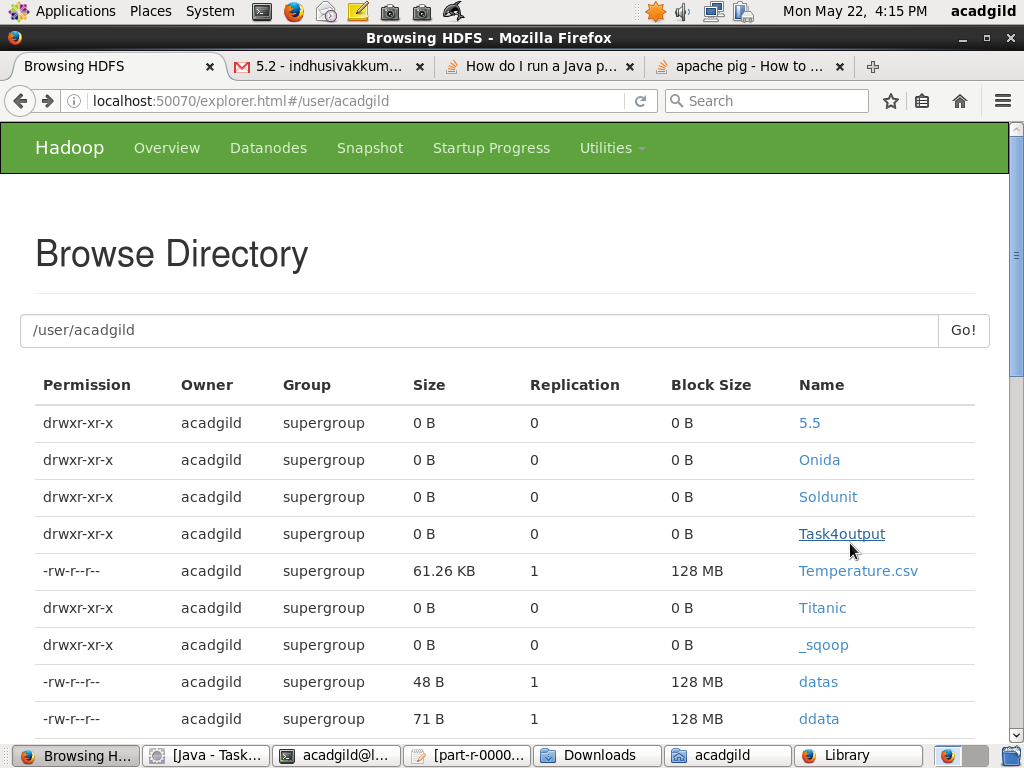 Applications Places System Mon May 22, 4:15 PM acadgild
Browsing HDFS - Mozilla Firefox
Browsing HDFS 5.2 - indhusivakkum... How do I run a Java p... apache pig - How to ...
localhost:50070/explorer.html#/user/acadgild Search
Hadoop Overview Datanodes Snapshot Startup Progress Utilities
Browse Directory
/user/acadgild Go!
Permission Owner Group Size Replication Block Size Name
drwxr-xr-x acadgild supergroup 0 B 0 0 B 5.5
drwxr-xr-x acadgild supergroup 0 B 0 0 B Onida
drwxr-xr-x acadgild supergroup 0 B 0 0 B Soldunit
drwxr-xr-x acadgild supergroup 0 B 0 0 B Task4output
-rw-r--r-- acadgild supergroup 61.26 KB 1 128 MB Temperature.csv
drwxr-xr-x acadgild supergroup 0 B 0 0 B Titanic
drwxr-xr-x acadgild supergroup 0 B 0 0 B _sqoop
-rw-r--r-- acadgild supergroup 48 B 1 128 MB datas
-rw-r--r-- acadgild supergroup 71 B 1 128 MB ddata
Browsing H... [Java - Task... acadgild@l... [part-r-0000... Downloads acadgild Library